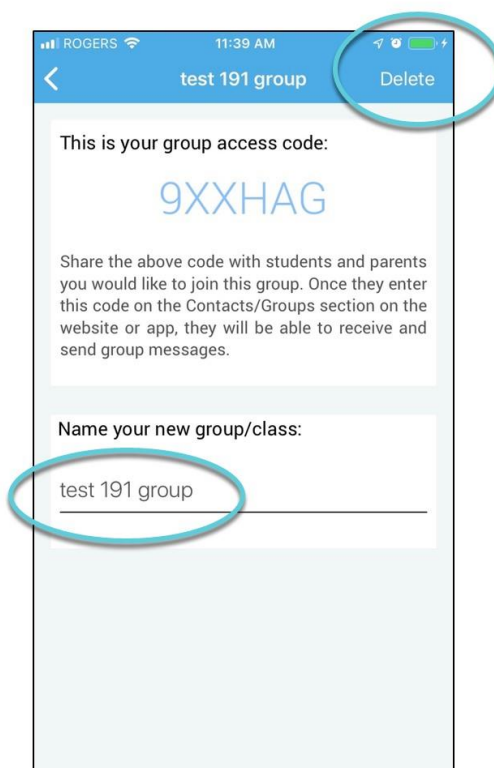 ROGERS 11:39 AM
test 191 group Delete
This is your group access code:
9XXHAG
Share the above code with students and parents
you would like to join this group. Once they enter
this code on the Contacts/Groups section on the
website or app, they will be able to receive and
send group messages.
Name your new group/class:
test 191 group